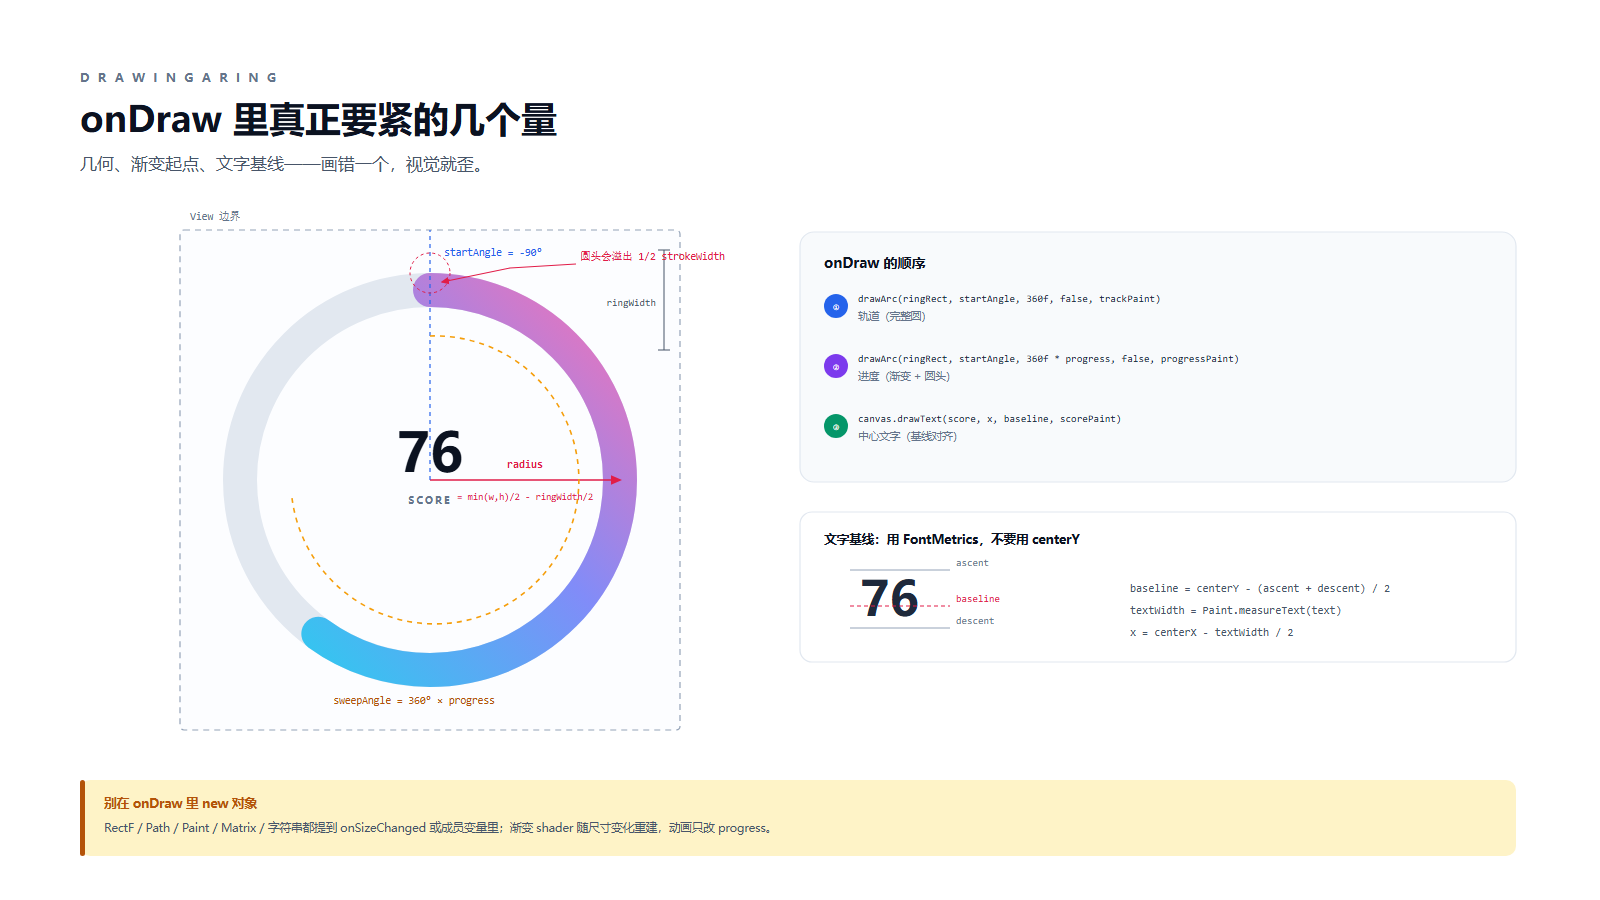 DRAWINGARING
onDraw 里真正要紧的几个量
几何、渐变起点、文字基线——画错一个，视觉就歪。
View 边界
startAngle = -90°
圆头会溢出 1/2 strokeWidth
ringWidth
76
radius
SCORE
= min(w,h)/2 - ringWidth/2
sweepAngle = 360° × progress
onDraw 的顺序
① drawArc(ringRect, startAngle, 360f, false, trackPaint)
轨道（完整圆）
② drawArc(ringRect, startAngle, 360f * progress, false, progressPaint)
进度（渐变 + 圆头）
③ canvas.drawText(score, x, baseline, scorePaint)
中心文字（基线对齐）
文字基线：用 FontMetrics，不要用 centerY
ascent
76
baseline
descent
baseline = centerY - (ascent + descent) / 2
textWidth = Paint.measureText(text)
x = centerX - textWidth / 2
别在 onDraw 里 new 对象
RectF / Path / Paint / Matrix / 字符串都提到 onSizeChanged 或成员变量里；渐变 shader 随尺寸变化重建，动画只改 progress。